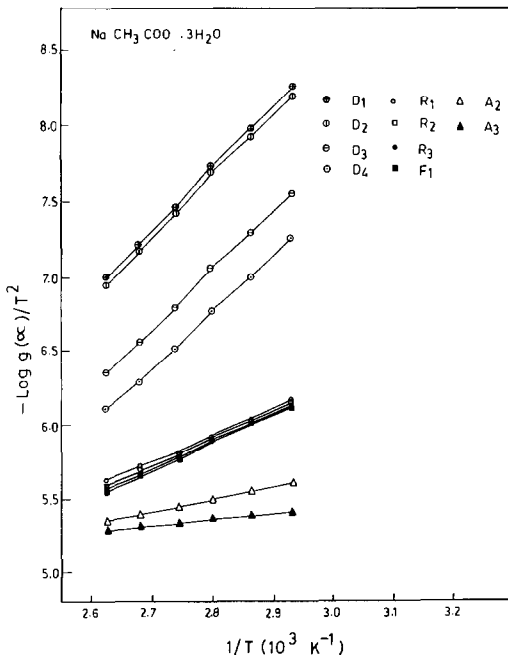 Na CH3 COO .3H2O
8.5
8.0
7.5
7.0
6.5
6.0
5.5
5.0
−Log g(∝)/T²
D1 R1 A2
D2 R2 A3
D3 R3
D4 F1
2.6 2.7 2.8 2.9 3.0 3.1 3.2
1/T (10³ K⁻¹)